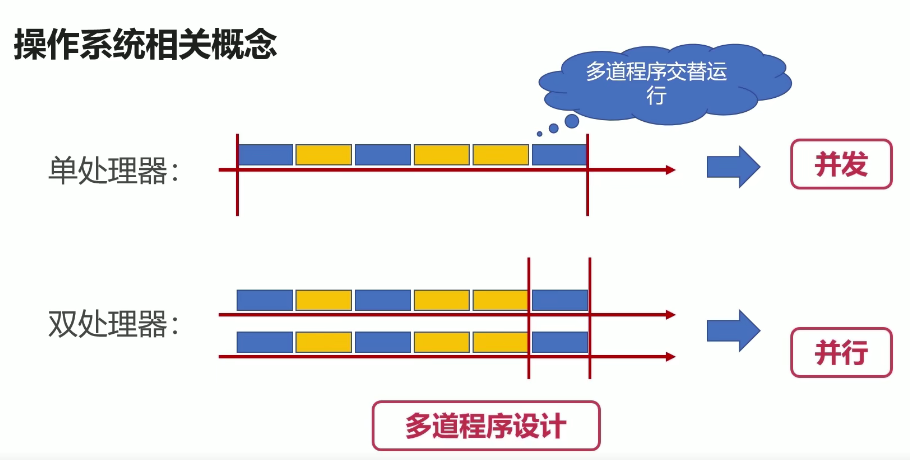 操作系统相关概念
多道程序交替运
行
单处理器：
并发
双处理器：
并行
多道程序设计